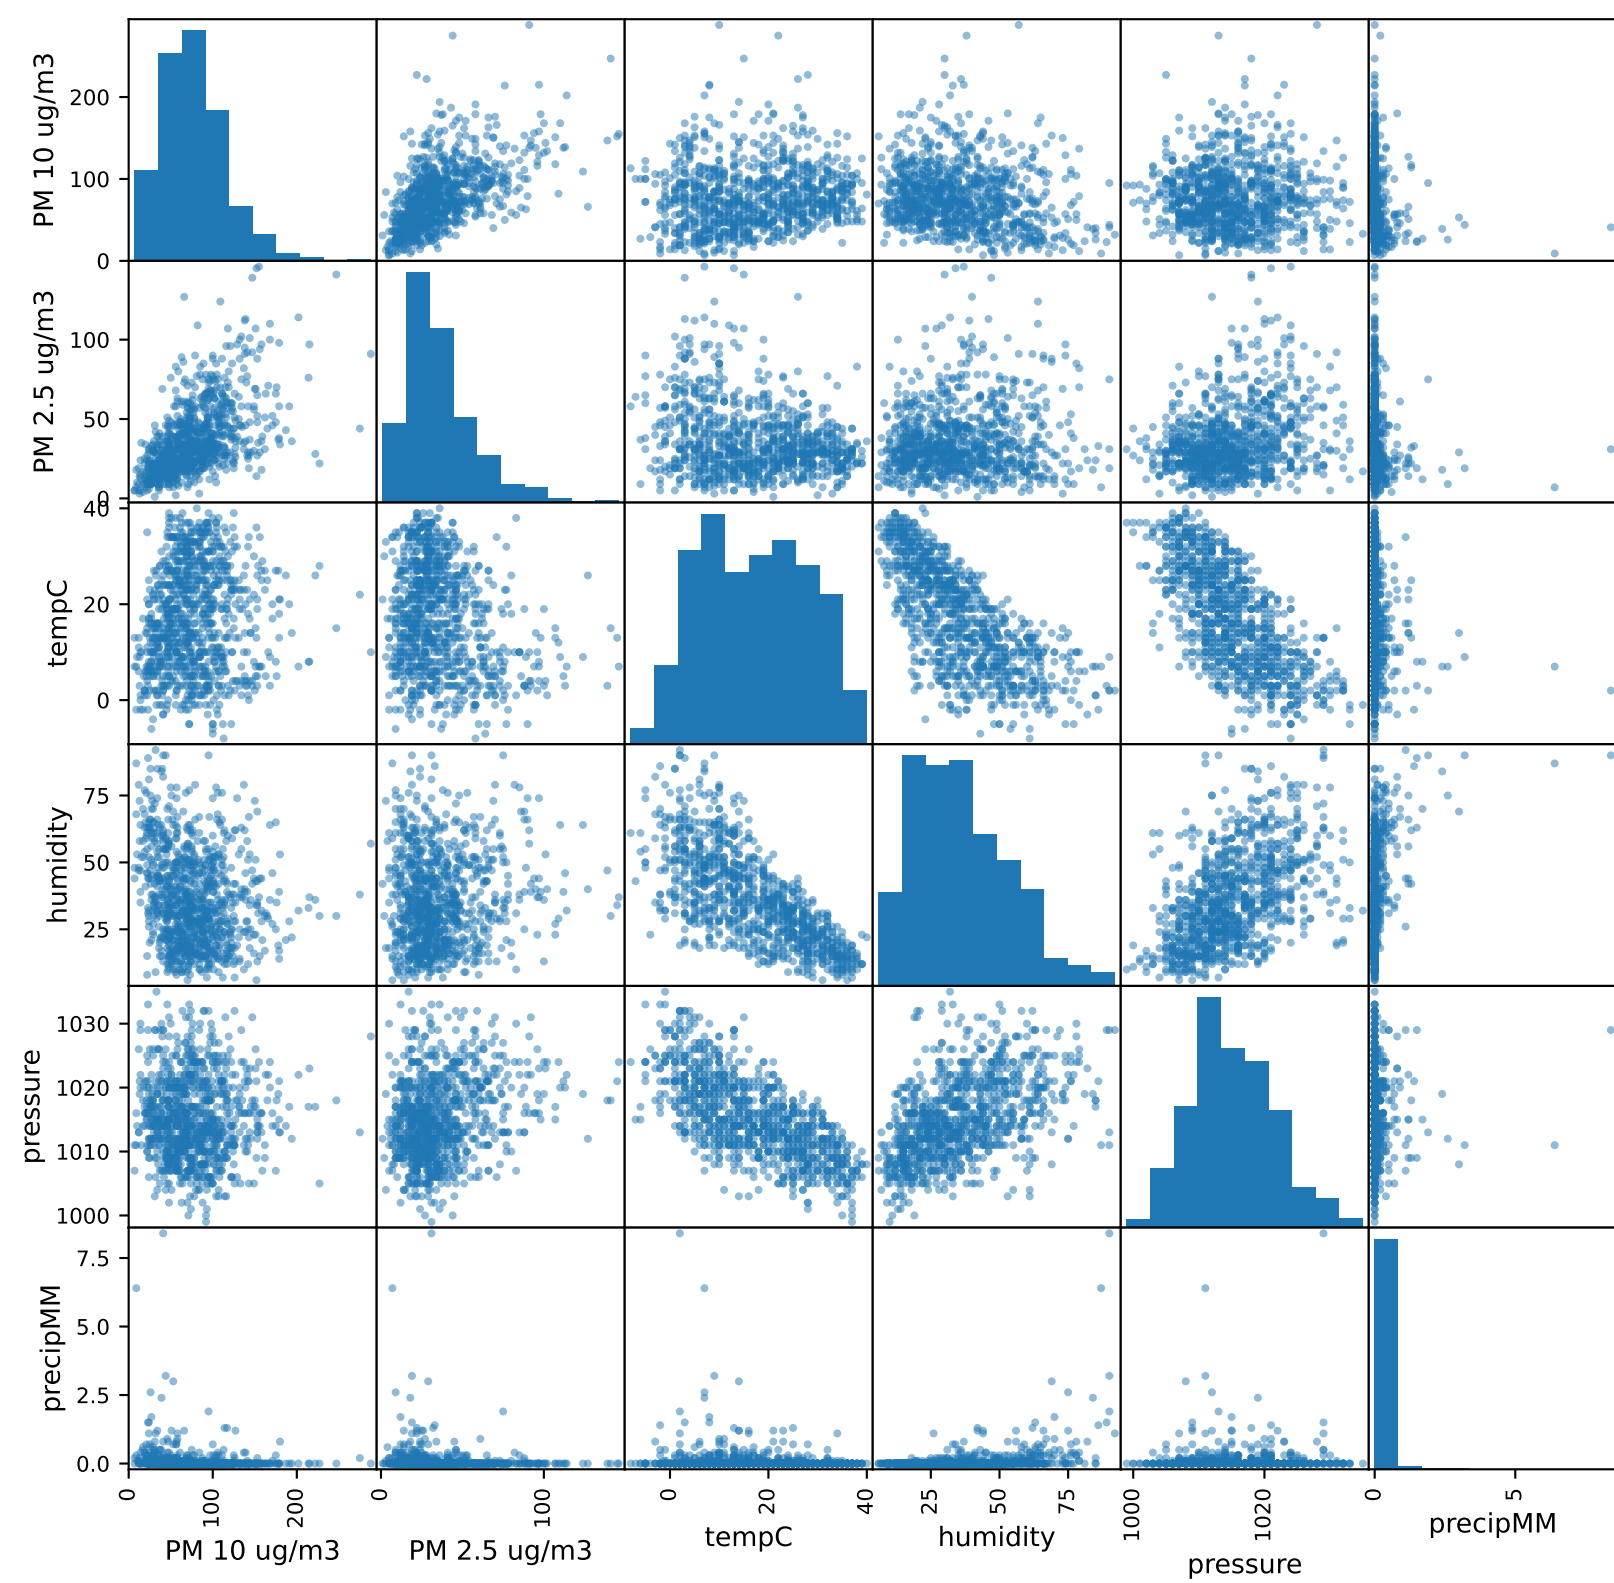 PM 10 ug/m3
200
100
0
PM 2.5 ug/m3
100
50
0
tempC
40
20
0
humidity
75
50
25
pressure
1030
1020
1010
1000
precipMM
7.5
5.0
2.5
0.0
0 100 200 0 100 0 20 40 25 50 75 1000 1020 0 5
PM 10 ug/m3 PM 2.5 ug/m3 tempC humidity pressure precipMM